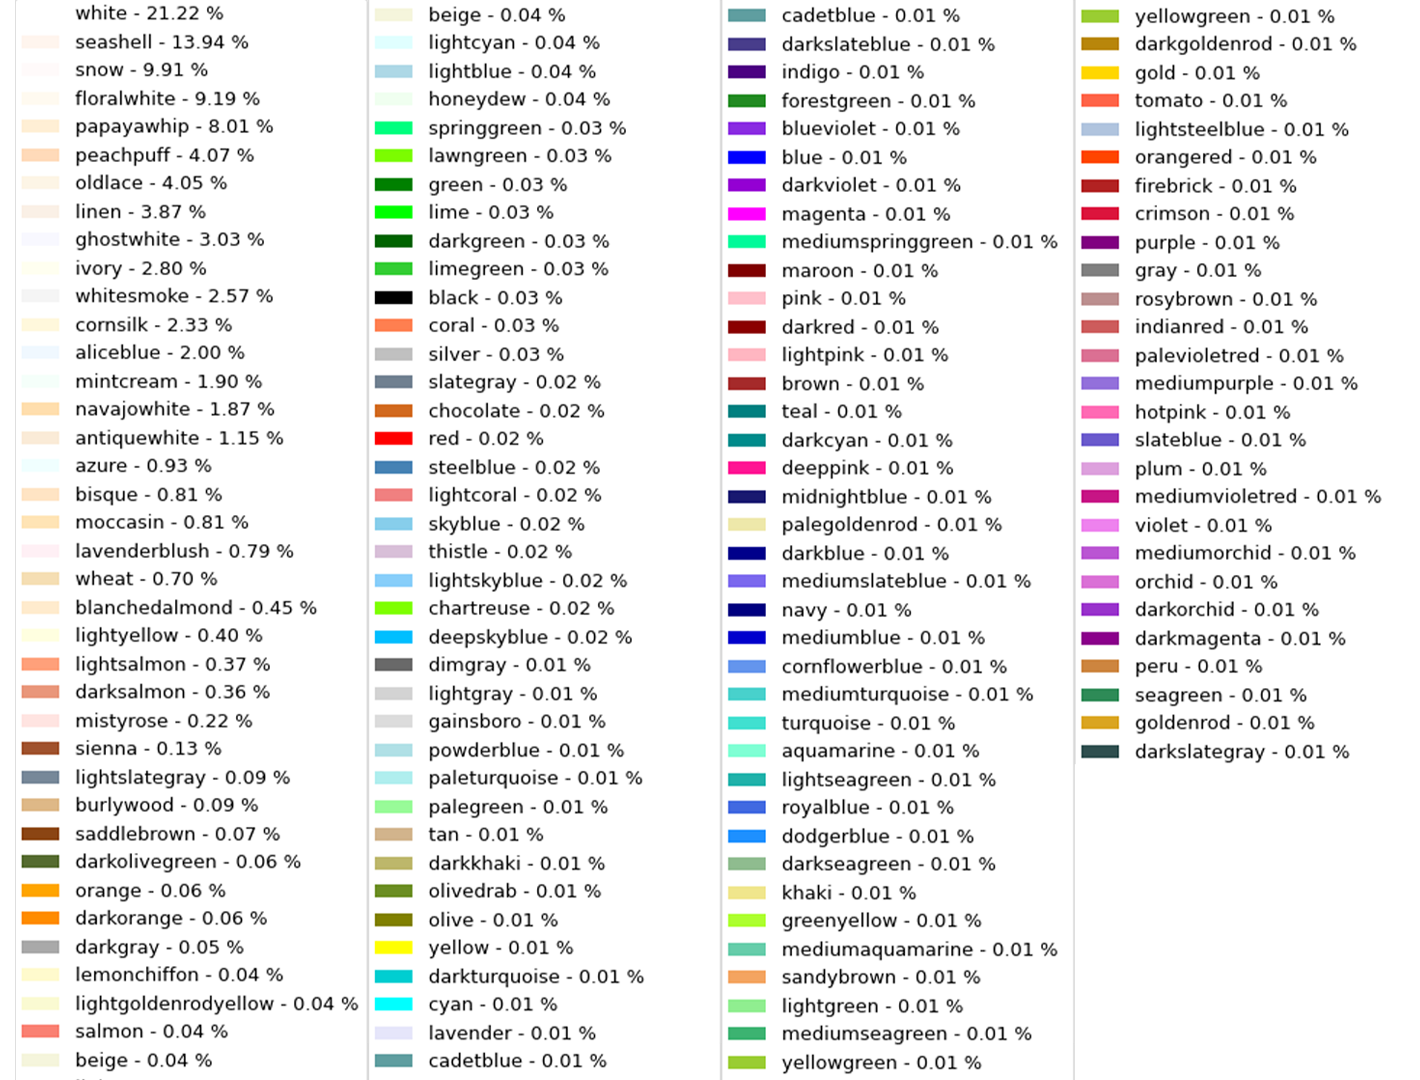 white - 21.22 %
seashell - 13.94 %
snow - 9.91 %
floralwhite - 9.19 %
papayawhip - 8.01 %
peachpuff - 4.07 %
oldlace - 4.05 %
linen - 3.87 %
ghostwhite - 3.03 %
ivory - 2.80 %
whitesmoke - 2.57 %
cornsilk - 2.33 %
aliceblue - 2.00 %
mintcream - 1.90 %
navajowhite - 1.87 %
antiquewhite - 1.15 %
azure - 0.93 %
bisque - 0.81 %
moccasin - 0.81 %
lavenderblush - 0.79 %
wheat - 0.70 %
blanchedalmond - 0.45 %
lightyellow - 0.40 %
lightsalmon - 0.37 %
darksalmon - 0.36 %
mistyrose - 0.22 %
sienna - 0.13 %
lightslategray - 0.09 %
burlywood - 0.09 %
saddlebrown - 0.07 %
darkolivegreen - 0.06 %
orange - 0.06 %
darkorange - 0.06 %
darkgray - 0.05 %
lemonchiffon - 0.04 %
lightgoldenrodyellow - 0.04 %
salmon - 0.04 %
beige - 0.04 %
beige - 0.04 %
lightcyan - 0.04 %
lightblue - 0.04 %
honeydew - 0.04 %
springgreen - 0.03 %
lawngreen - 0.03 %
green - 0.03 %
lime - 0.03 %
darkgreen - 0.03 %
limegreen - 0.03 %
black - 0.03 %
coral - 0.03 %
silver - 0.03 %
slategray - 0.02 %
chocolate - 0.02 %
red - 0.02 %
steelblue - 0.02 %
lightcoral - 0.02 %
skyblue - 0.02 %
thistle - 0.02 %
lightskyblue - 0.02 %
chartreuse - 0.02 %
deepskyblue - 0.02 %
dimgray - 0.01 %
lightgray - 0.01 %
gainsboro - 0.01 %
powderblue - 0.01 %
paleturquoise - 0.01 %
palegreen - 0.01 %
tan - 0.01 %
darkkhaki - 0.01 %
olivedrab - 0.01 %
olive - 0.01 %
yellow - 0.01 %
darkturquoise - 0.01 %
cyan - 0.01 %
lavender - 0.01 %
cadetblue - 0.01 %
cadetblue - 0.01 %
darkslateblue - 0.01 %
indigo - 0.01 %
forestgreen - 0.01 %
blueviolet - 0.01 %
blue - 0.01 %
darkviolet - 0.01 %
magenta - 0.01 %
mediumspringgreen - 0.01 %
maroon - 0.01 %
pink - 0.01 %
darkred - 0.01 %
lightpink - 0.01 %
brown - 0.01 %
teal - 0.01 %
darkcyan - 0.01 %
deeppink - 0.01 %
midnightblue - 0.01 %
palegoldenrod - 0.01 %
darkblue - 0.01 %
mediumslateblue - 0.01 %
navy - 0.01 %
mediumblue - 0.01 %
cornflowerblue - 0.01 %
mediumturquoise - 0.01 %
turquoise - 0.01 %
aquamarine - 0.01 %
lightseagreen - 0.01 %
royalblue - 0.01 %
dodgerblue - 0.01 %
darkseagreen - 0.01 %
khaki - 0.01 %
greenyellow - 0.01 %
mediumaquamarine - 0.01 %
sandybrown - 0.01 %
lightgreen - 0.01 %
mediumseagreen - 0.01 %
yellowgreen - 0.01 %
yellowgreen - 0.01 %
darkgoldenrod - 0.01 %
gold - 0.01 %
tomato - 0.01 %
lightsteelblue - 0.01 %
orangered - 0.01 %
firebrick - 0.01 %
crimson - 0.01 %
purple - 0.01 %
gray - 0.01 %
rosybrown - 0.01 %
indianred - 0.01 %
palevioletred - 0.01 %
mediumpurple - 0.01 %
hotpink - 0.01 %
slateblue - 0.01 %
plum - 0.01 %
mediumvioletred - 0.01 %
violet - 0.01 %
mediumorchid - 0.01 %
orchid - 0.01 %
darkorchid - 0.01 %
darkmagenta - 0.01 %
peru - 0.01 %
seagreen - 0.01 %
goldenrod - 0.01 %
darkslategray - 0.01 %